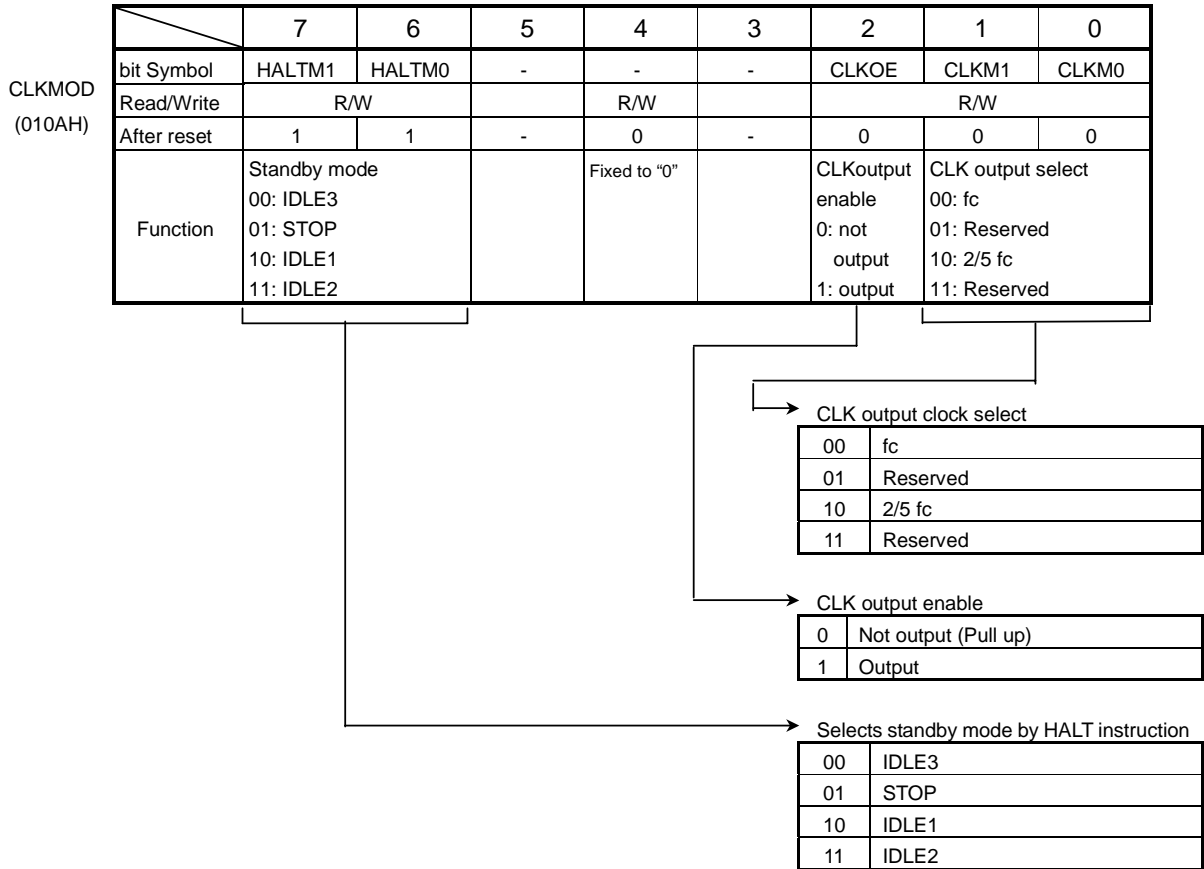 7 6 5 4 3 2 1 0
CLKMOD
(010AH)
bit Symbol HALTM1 HALTM0 - - - CLKOE CLKM1 CLKM0
Read/Write R/W R/W R/W
After reset 1 1 - 0 - 0 0 0
Function
Standby mode
00: IDLE3
01: STOP
10: IDLE1
11: IDLE2
Fixed to “0”
CLKoutput
enable
0: not
output
1: output
CLK output select
00: fc
01: Reserved
10: 2/5 fc
11: Reserved
CLK output clock select
00 fc
01 Reserved
10 2/5 fc
11 Reserved
CLK output enable
0 Not output (Pull up)
1 Output
Selects standby mode by HALT instruction
00 IDLE3
01 STOP
10 IDLE1
11 IDLE2